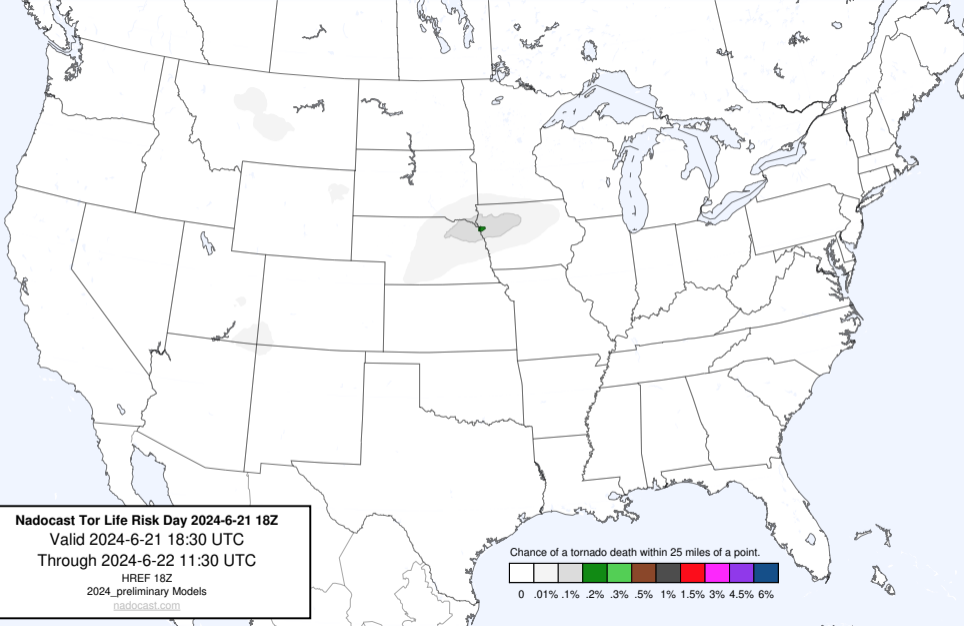 Nadocast Tor Life Risk Day 2024-6-21 18Z
Valid 2024-6-21 18:30 UTC
Through 2024-6-22 11:30 UTC
HREF 18Z
2024_preliminary Models
nadocast.com
Chance of a tornado death within 25 miles of a point.
0 .01% .1% .2% .3% .5% 1% 1.5% 3% 4.5% 6%